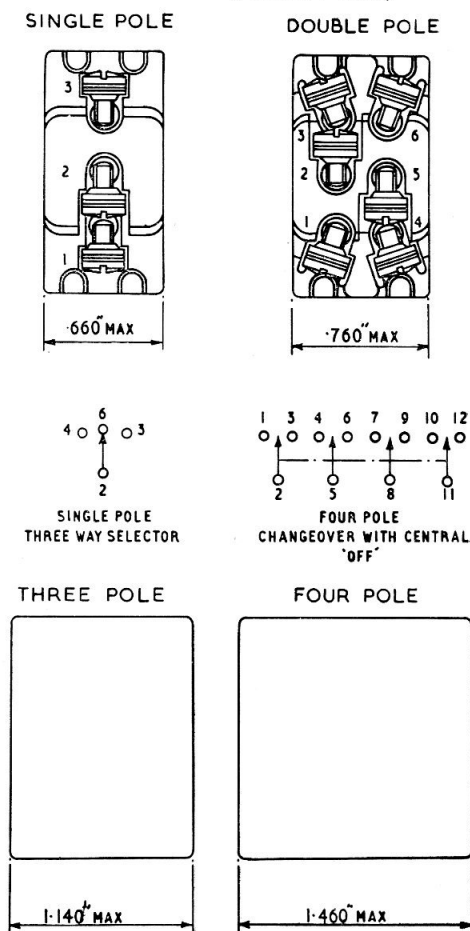 SINGLE POLE
DOUBLE POLE
3
2
1
3
6
2
5
1
4
·660" MAX
·760" MAX
6
4 3
2
SINGLE POLE
THREE WAY SELECTOR
1 3 4 6 7 9 10 12
2 5 8 11
FOUR POLE
CHANGEOVER WITH CENTRAL
'OFF'
THREE POLE
FOUR POLE
1·140" MAX
1·460" MAX